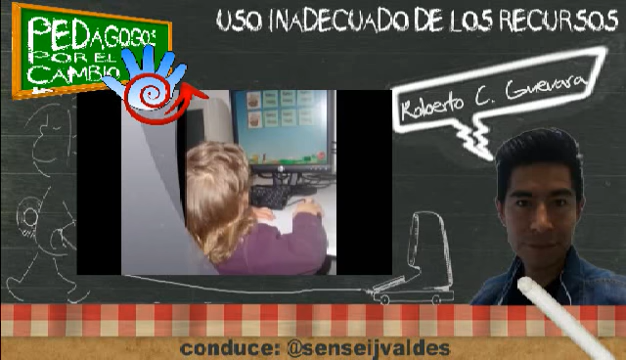 PEDAGOGOS
POR EL
CAMBIO
USO INADECUADO DE LOS RECURSOS
Roberto C. Guevara
conduce: @senseijvaldes